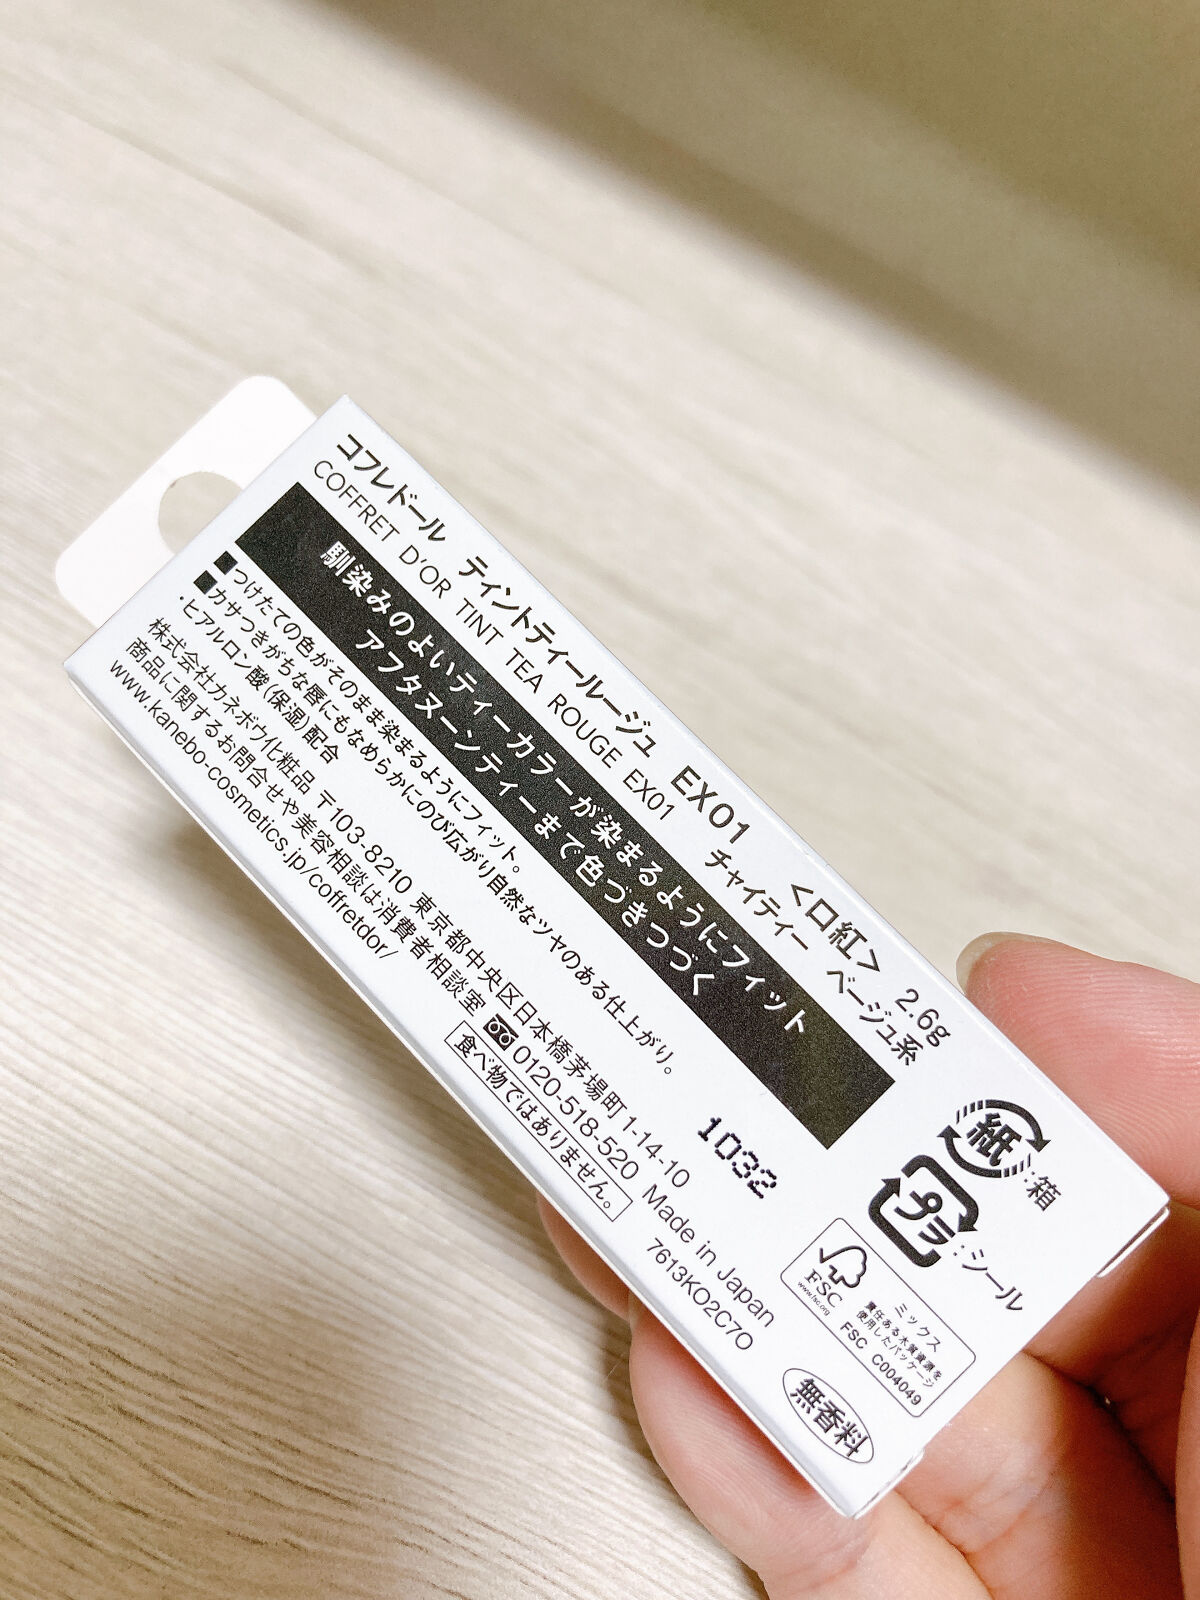 コフレドール ティントティールージュ EX01 <口紅> 2.6g
COFFRET D'OR TINT TEA ROUGE EX01 チャイティー ベージュ系
馴染みのよいティーカラーが染まるようにフィット
アフタヌーンティーまで色づきつづく
■つけたての色がそのまま染まるようにフィット。
■カサつきがちな唇にもなめらかにのび広がり自然なツヤのある仕上がり。
・ヒアルロン酸(保湿)配合
株式会社カネボウ化粧品 〒103-8210 東京都中央区日本橋茅場町1-14-10
商品に関するお問合せや美容相談は消費者相談室 0120-518-520 Made in Japan
www.kanebo-cosmetics.jp/coffretdor/
食べ物ではありません。
7613KO2C7O
1032
紙:箱
プラ:シール
FSC
www.fsc.org
ミックス
責任ある木質資源を
使用したパッケージ
FSC C004049
無香料